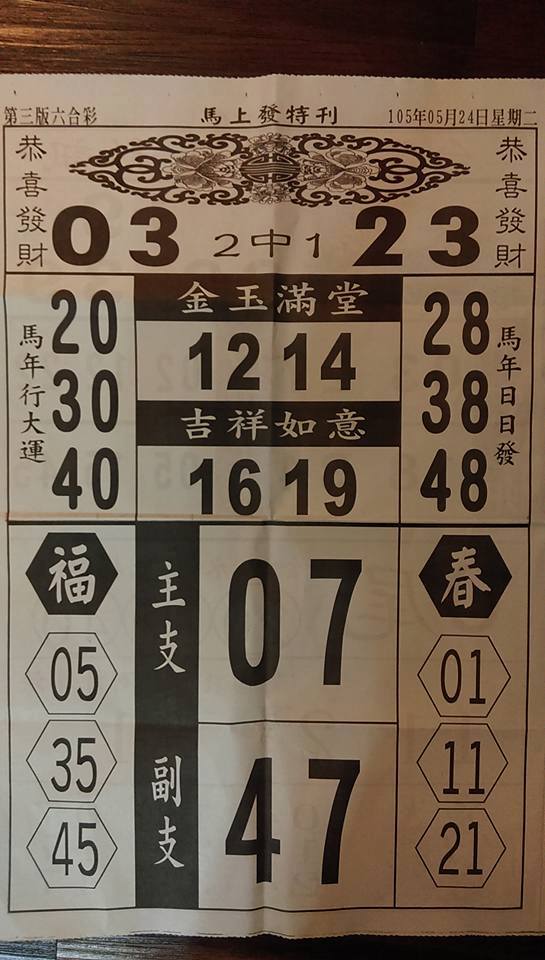 第三版六合彩 馬上發特刊 105年05月24日星期二
恭喜發財 03 2中1 23 恭喜發財
馬年行大運
20
30
40
金玉滿堂
12 14
吉祥如意
16 19
28
38
48
馬年日日發
福
05
35
45
主支 07
副支 47
春
01
11
21